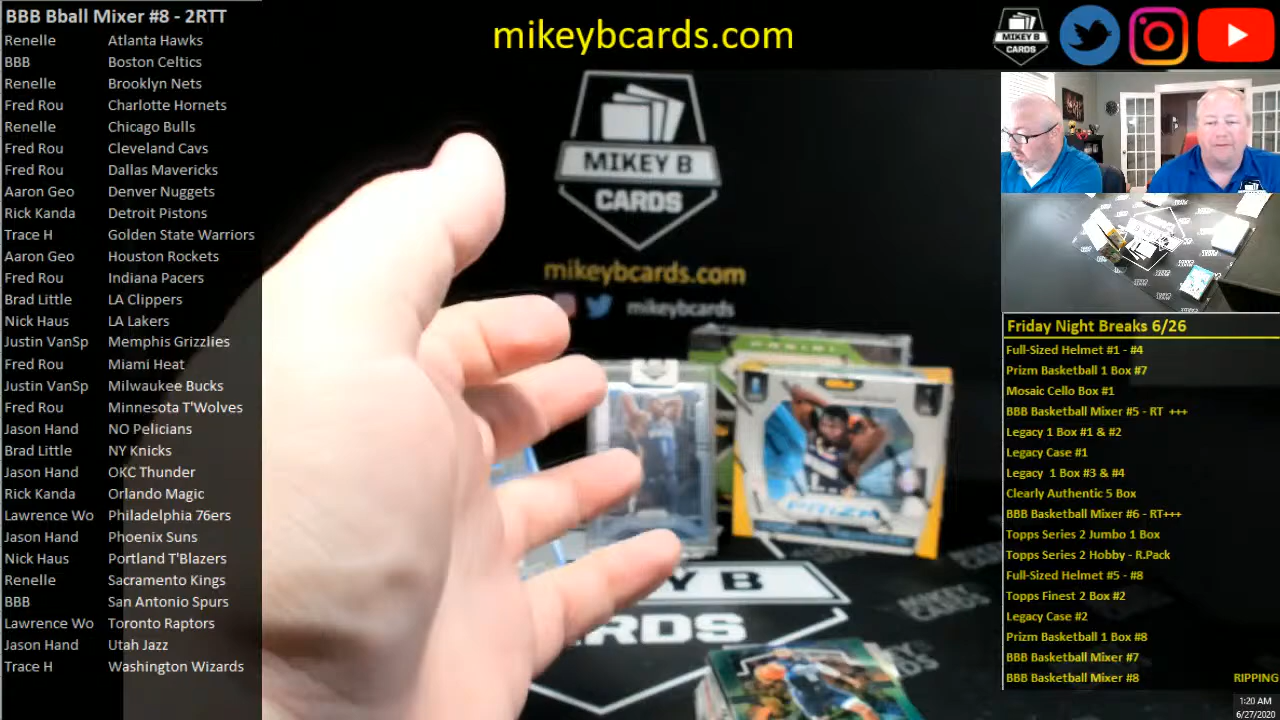 BBB Bball Mixer #8 - 2RTT
Renelle Atlanta Hawks
BBB Boston Celtics
Renelle Brooklyn Nets
Fred Rou Charlotte Hornets
Renelle Chicago Bulls
Fred Rou Cleveland Cavs
Fred Rou Dallas Mavericks
Aaron Geo Denver Nuggets
Rick Kanda Detroit Pistons
Trace H Golden State Warriors
Aaron Geo Houston Rockets
Fred Rou Indiana Pacers
Brad Little LA Clippers
Nick Haus LA Lakers
Justin VanSp Memphis Grizzlies
Fred Rou Miami Heat
Justin VanSp Milwaukee Bucks
Fred Rou Minnesota T'Wolves
Jason Hand NO Pelicans
Brad Little NY Knicks
Jason Hand OKC Thunder
Rick Kanda Orlando Magic
Lawrence Wo Philadelphia 76ers
Jason Hand Phoenix Suns
Nick Haus Portland T'Blazers
Renelle Sacramento Kings
BBB San Antonio Spurs
Lawrence Wo Toronto Raptors
Jason Hand Utah Jazz
Trace H Washington Wizards
mikeybcards.com
MIKEY B
CARDS
mikeybcards.com
mikeybcards
PANINI
PRIZM
EY B
RDS
MIKEY B
CARDS
Friday Night Breaks 6/26
Full-Sized Helmet #1 - #4
Prizm Basketball 1 Box #7
Mosaic Cello Box #1
BBB Basketball Mixer #5 - RT +++
Legacy 1 Box #1 & #2
Legacy Case #1
Legacy 1 Box #3 & #4
Clearly Authentic 5 Box
BBB Basketball Mixer #6 - RT+++
Topps Series 2 Jumbo 1 Box
Topps Series 2 Hobby - R.Pack
Full-Sized Helmet #5 - #8
Topps Finest 2 Box #2
Legacy Case #2
Prizm Basketball 1 Box #8
BBB Basketball Mixer #7
BBB Basketball Mixer #8 RIPPING
1:20 AM
6/27/2020